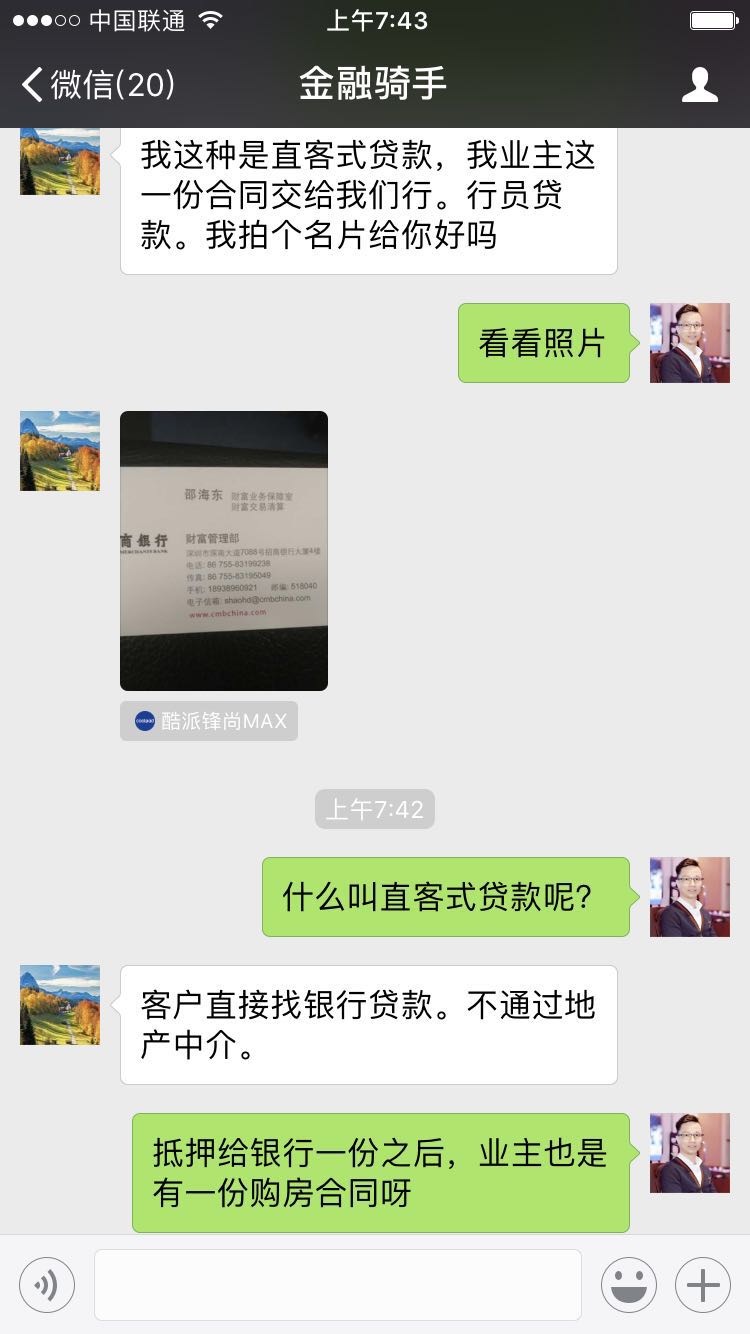 中国联通
上午7:43
微信(20)
金融骑手
我这种是直客式贷款，我业主这
一份合同交给我们行。行员贷
款。我拍个名片给你好吗
看看照片
邵海东 财富业务保障室
财富交易清算
商银行
MERCHANTS BANK
财富管理部
深圳市深南大道7088号招商银行大厦4楼
电话: 86 755-83199238
传真: 86 755-83195049
手机: 18938960921 邮编: 518040
电子信箱: shaohd@cmbchina.com
www.cmbchina.com
coolpad 酷派锋尚MAX
上午7:42
什么叫直客式贷款呢?
客户直接找银行贷款。不通过地
产中介。
抵押给银行一份之后，业主也是
有一份购房合同呀